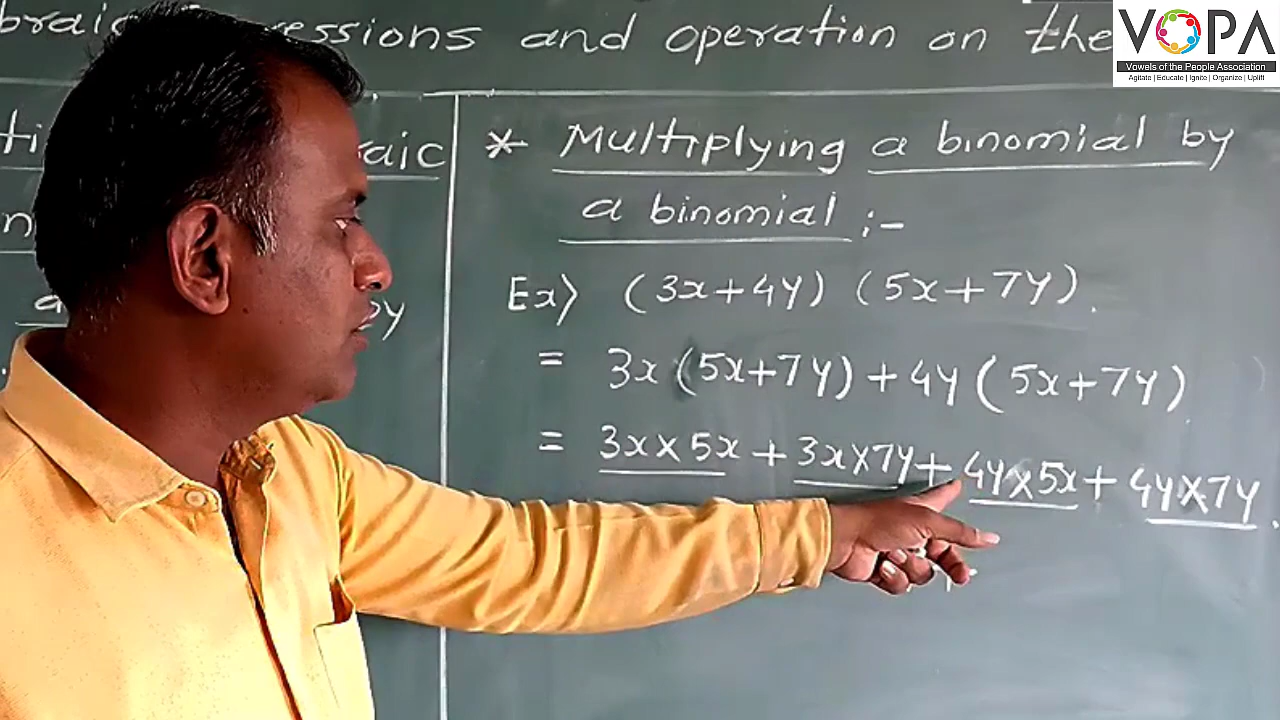 essions and operation on the
VOPA
Vowels of the People Association
Agitate | Educate | Ignite | Organize | Uplift
aic
* Multiplying a binomial by
a binomial :-
Ex) (3x+4y) (5x+7y).
= 3x (5x+7y) + 4y (5x+7y)
= 3x×5x + 3x×7y + 4y×5x + 4y×7y.